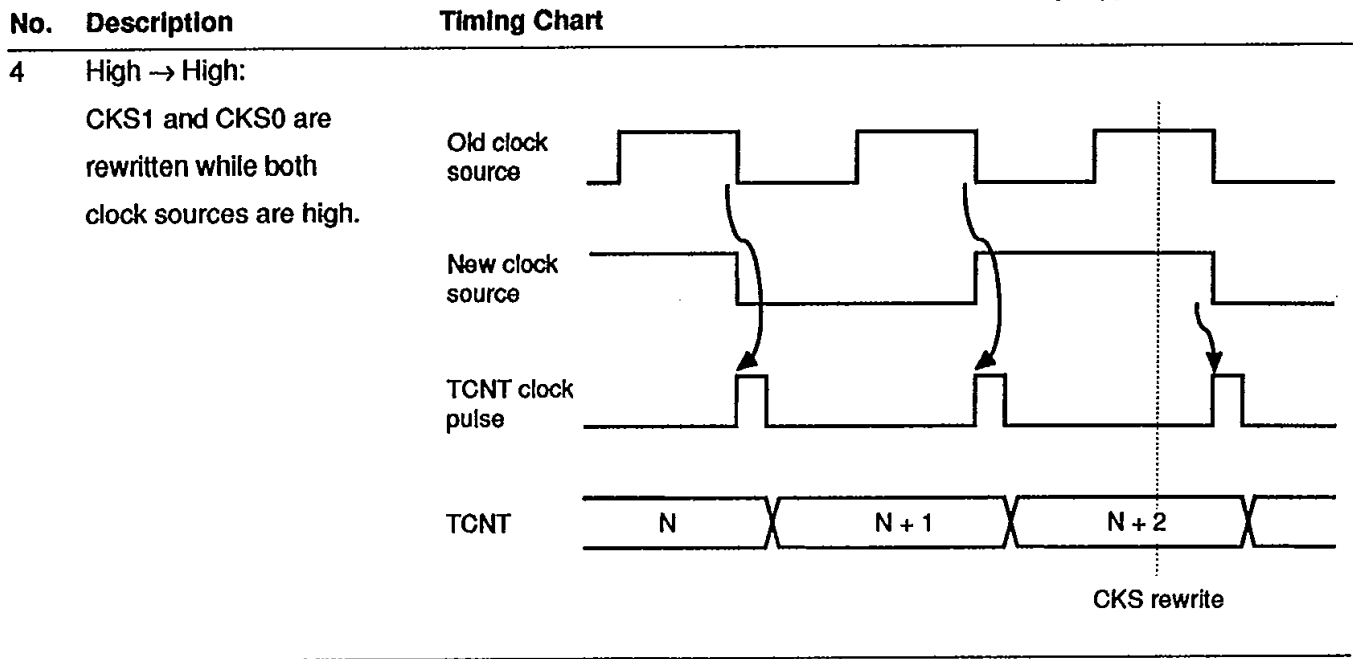 No. Description Timing Chart
4 High → High:
CKS1 and CKS0 are
rewritten while both
clock sources are high.
Old clock
source
New clock
source
TCNT clock
pulse
TCNT N N + 1 N + 2
CKS rewrite